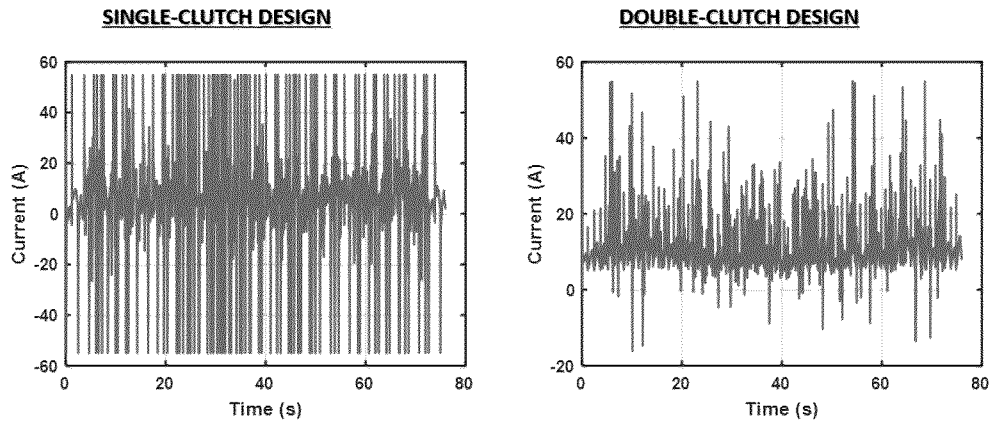 SINGLE-CLUTCH DESIGN
60
40
20
0
-20
-40
-60
Current (A)
0 20 40 60 80
Time (s)
DOUBLE-CLUTCH DESIGN
60
40
20
0
-20
Current (A)
0 20 40 60 80
Time (s)